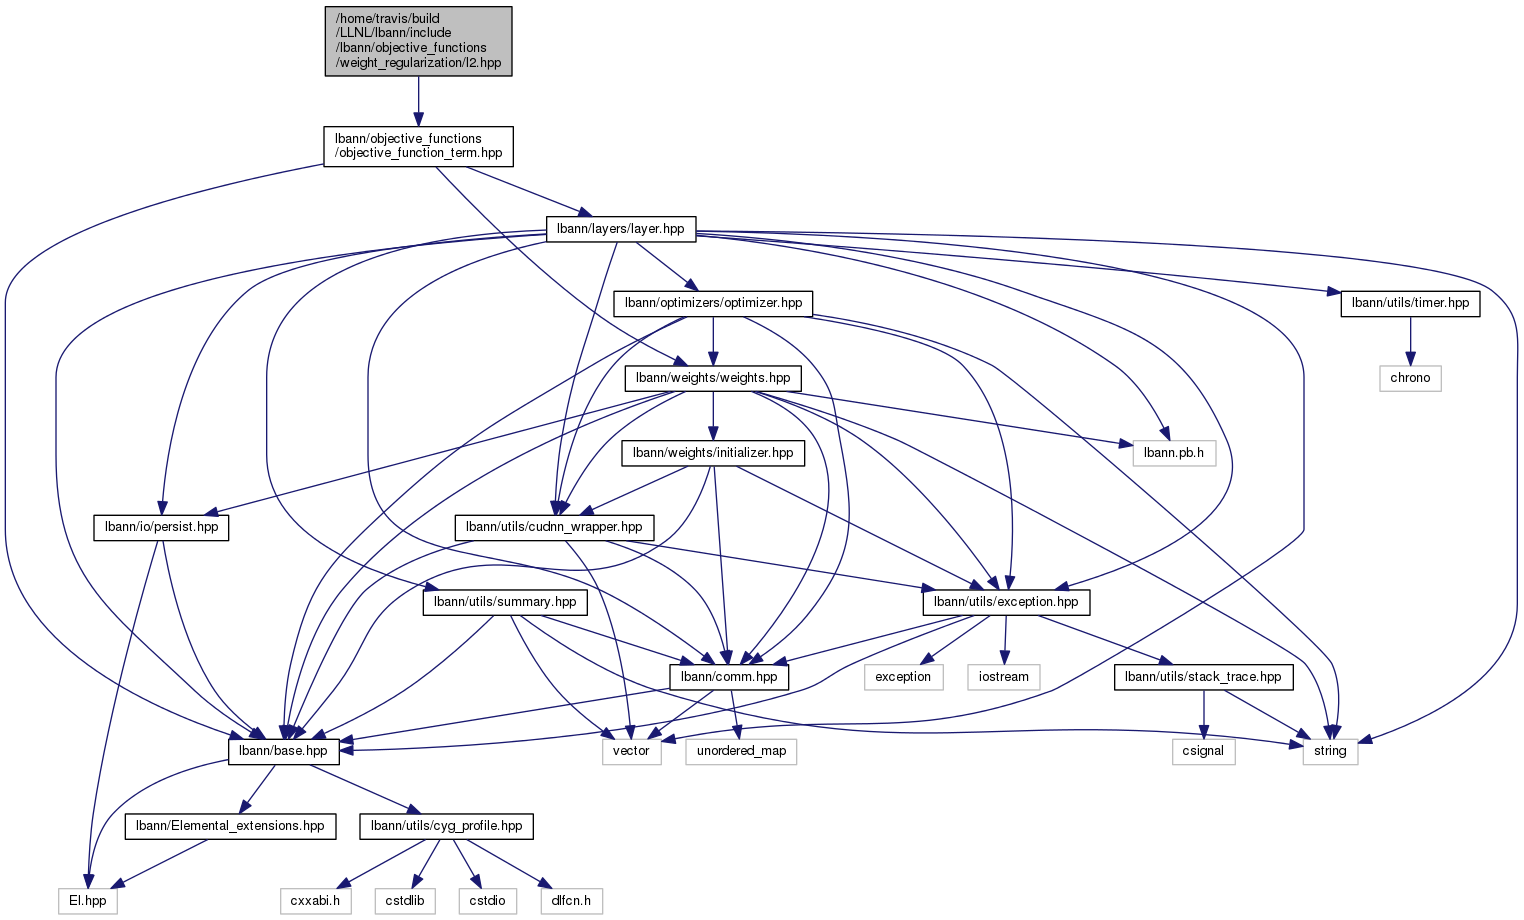 /home/travis/build
/LLNL/lbann/include
/lbann/objective_functions
/weight_regularization/l2.hpp
lbann/objective_functions
/objective_function_term.hpp
lbann/layers/layer.hpp
lbann/optimizers/optimizer.hpp
lbann/utils/timer.hpp
lbann/weights/weights.hpp
chrono
lbann/weights/initializer.hpp
lbann.pb.h
lbann/io/persist.hpp
lbann/utils/cudnn_wrapper.hpp
lbann/utils/summary.hpp
lbann/utils/exception.hpp
lbann/comm.hpp
exception
iostream
lbann/utils/stack_trace.hpp
lbann/base.hpp
vector
unordered_map
csignal
string
lbann/Elemental_extensions.hpp
lbann/utils/cyg_profile.hpp
El.hpp
cxxabi.h
cstdlib
cstdio
dlfcn.h